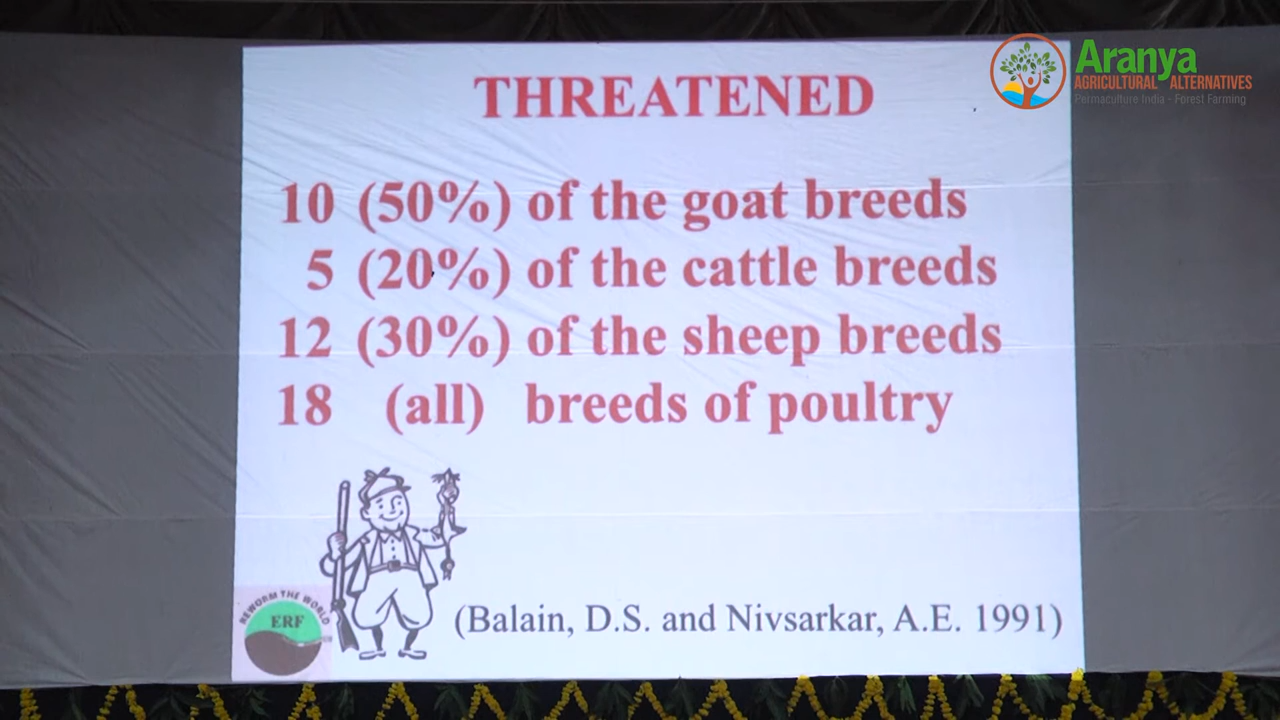 Aranya
AGRICULTURAL ALTERNATIVES
Permaculture India - Forest Farming
THREATENED
10 (50%) of the goat breeds
5 (20%) of the cattle breeds
12 (30%) of the sheep breeds
18 (all) breeds of poultry
REWORM THE WORLD
ERF
(Balain, D.S. and Nivsarkar, A.E. 1991)